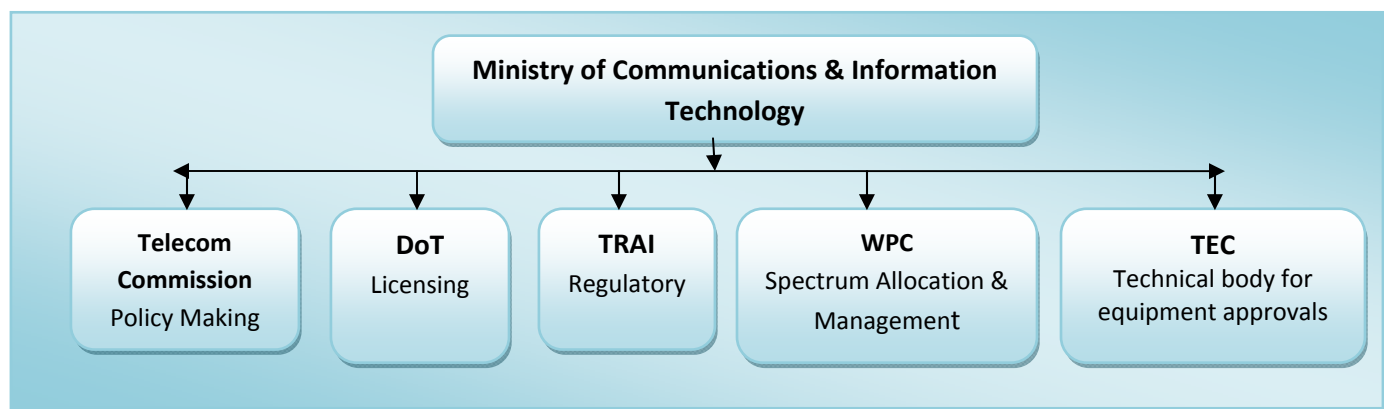 Ministry of Communications & Information
Technology
Telecom
Commission
Policy Making
DoT
Licensing
TRAI
Regulatory
WPC
Spectrum Allocation &
Management
TEC
Technical body for
equipment approvals